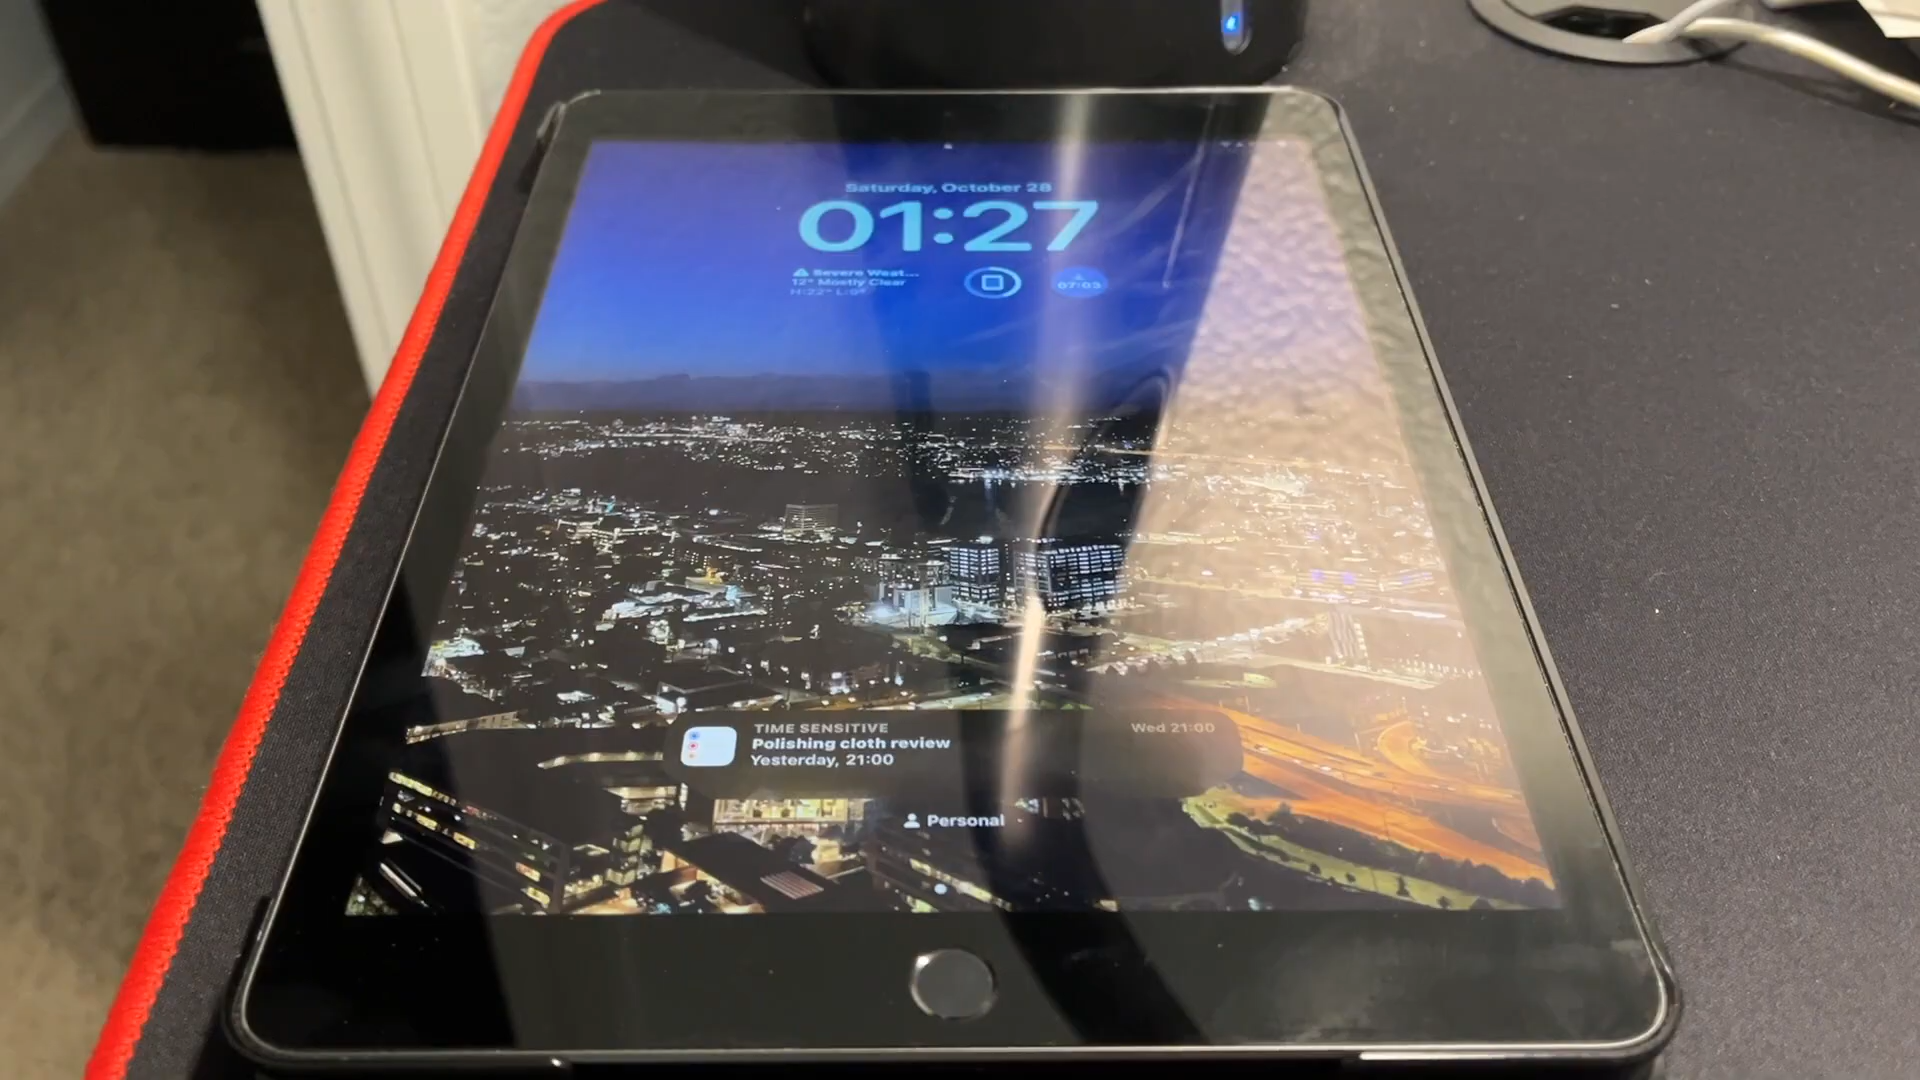 Saturday, October 28
01:27
Severe Weat...
12° Mostly Clear
07:03
TIME SENSITIVE
Wed 21:00
Polishing cloth review
Yesterday, 21:00
Personal